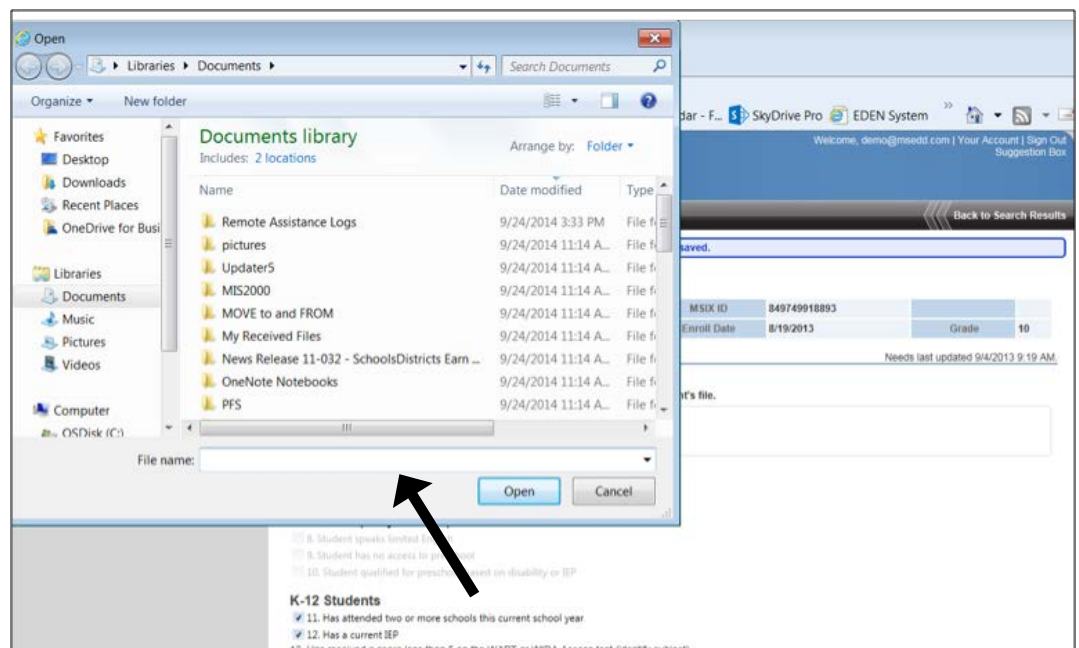 Open
Libraries Documents
Search Documents
Organize New folder
dar - F... SkyDrive Pro EDEN System
Welcome, demo@msedd.com | Your Account | Sign Out
Suggestion Box
Back to Search Results
saved.
Favorites
Desktop
Downloads
Recent Places
OneDrive for Busi
Libraries
Documents
Music
Pictures
Videos
Computer
OSDisk (C:)
Documents library
Includes: 2 locations
Arrange by: Folder
Name Date modified Type
Remote Assistance Logs 9/24/2014 3:33 PM File f
pictures 9/24/2014 11:14 A... File f
Updater5 9/24/2014 11:14 A... File f
MIS2000 9/24/2014 11:14 A... File f
MOVE to and FROM 9/24/2014 11:14 A... File f
My Received Files 9/24/2014 11:14 A... File f
News Release 11-032 - SchoolsDistricts Earn ... 9/24/2014 11:14 A... File f
OneNote Notebooks 9/24/2014 11:14 A... File f
PFS 9/24/2014 11:14 A... File f
File name:
Open Cancel
MSIX ID 849749918893
Enroll Date 8/19/2013 Grade 10
Needs last updated 9/4/2013 9:19 AM.
nt's file.
8. Student speaks limited English
9. Student has no access to preschool
10. Student qualified for preschool based on disability or IEP
K-12 Students
11. Has attended two or more schools this current school year
12. Has a current IEP